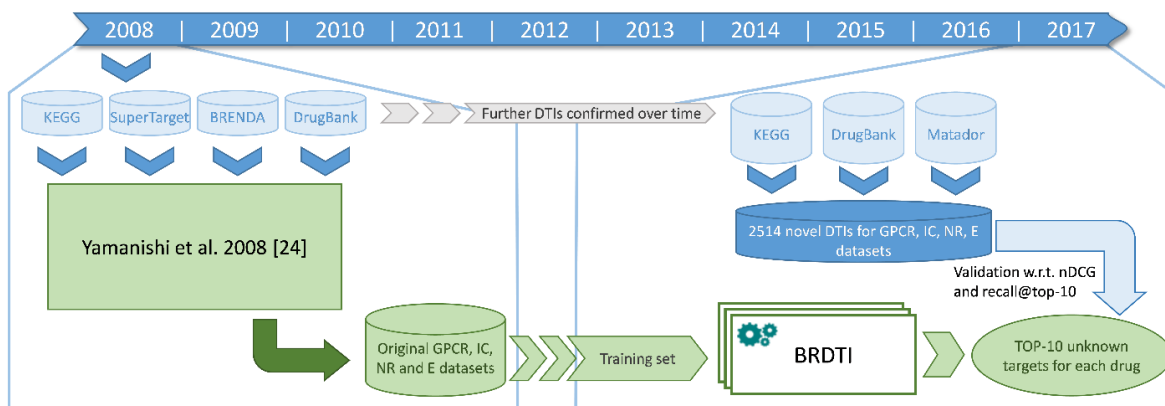 2008 2009 2010 2011 2012 2013 2014 2015 2016 2017
KEGG SuperTarget BRENDA DrugBank
Further DTIs confirmed over time
KEGG DrugBank Matador
Yamanishi et al. 2008 [24]
2514 novel DTIs for GPCR, IC, NR, E
datasets
Validation w.r.t. nDCG
and recall@top-10
Original GPCR, IC,
NR and E datasets
Training set
BRDTI
TOP-10 unknown
targets for each drug